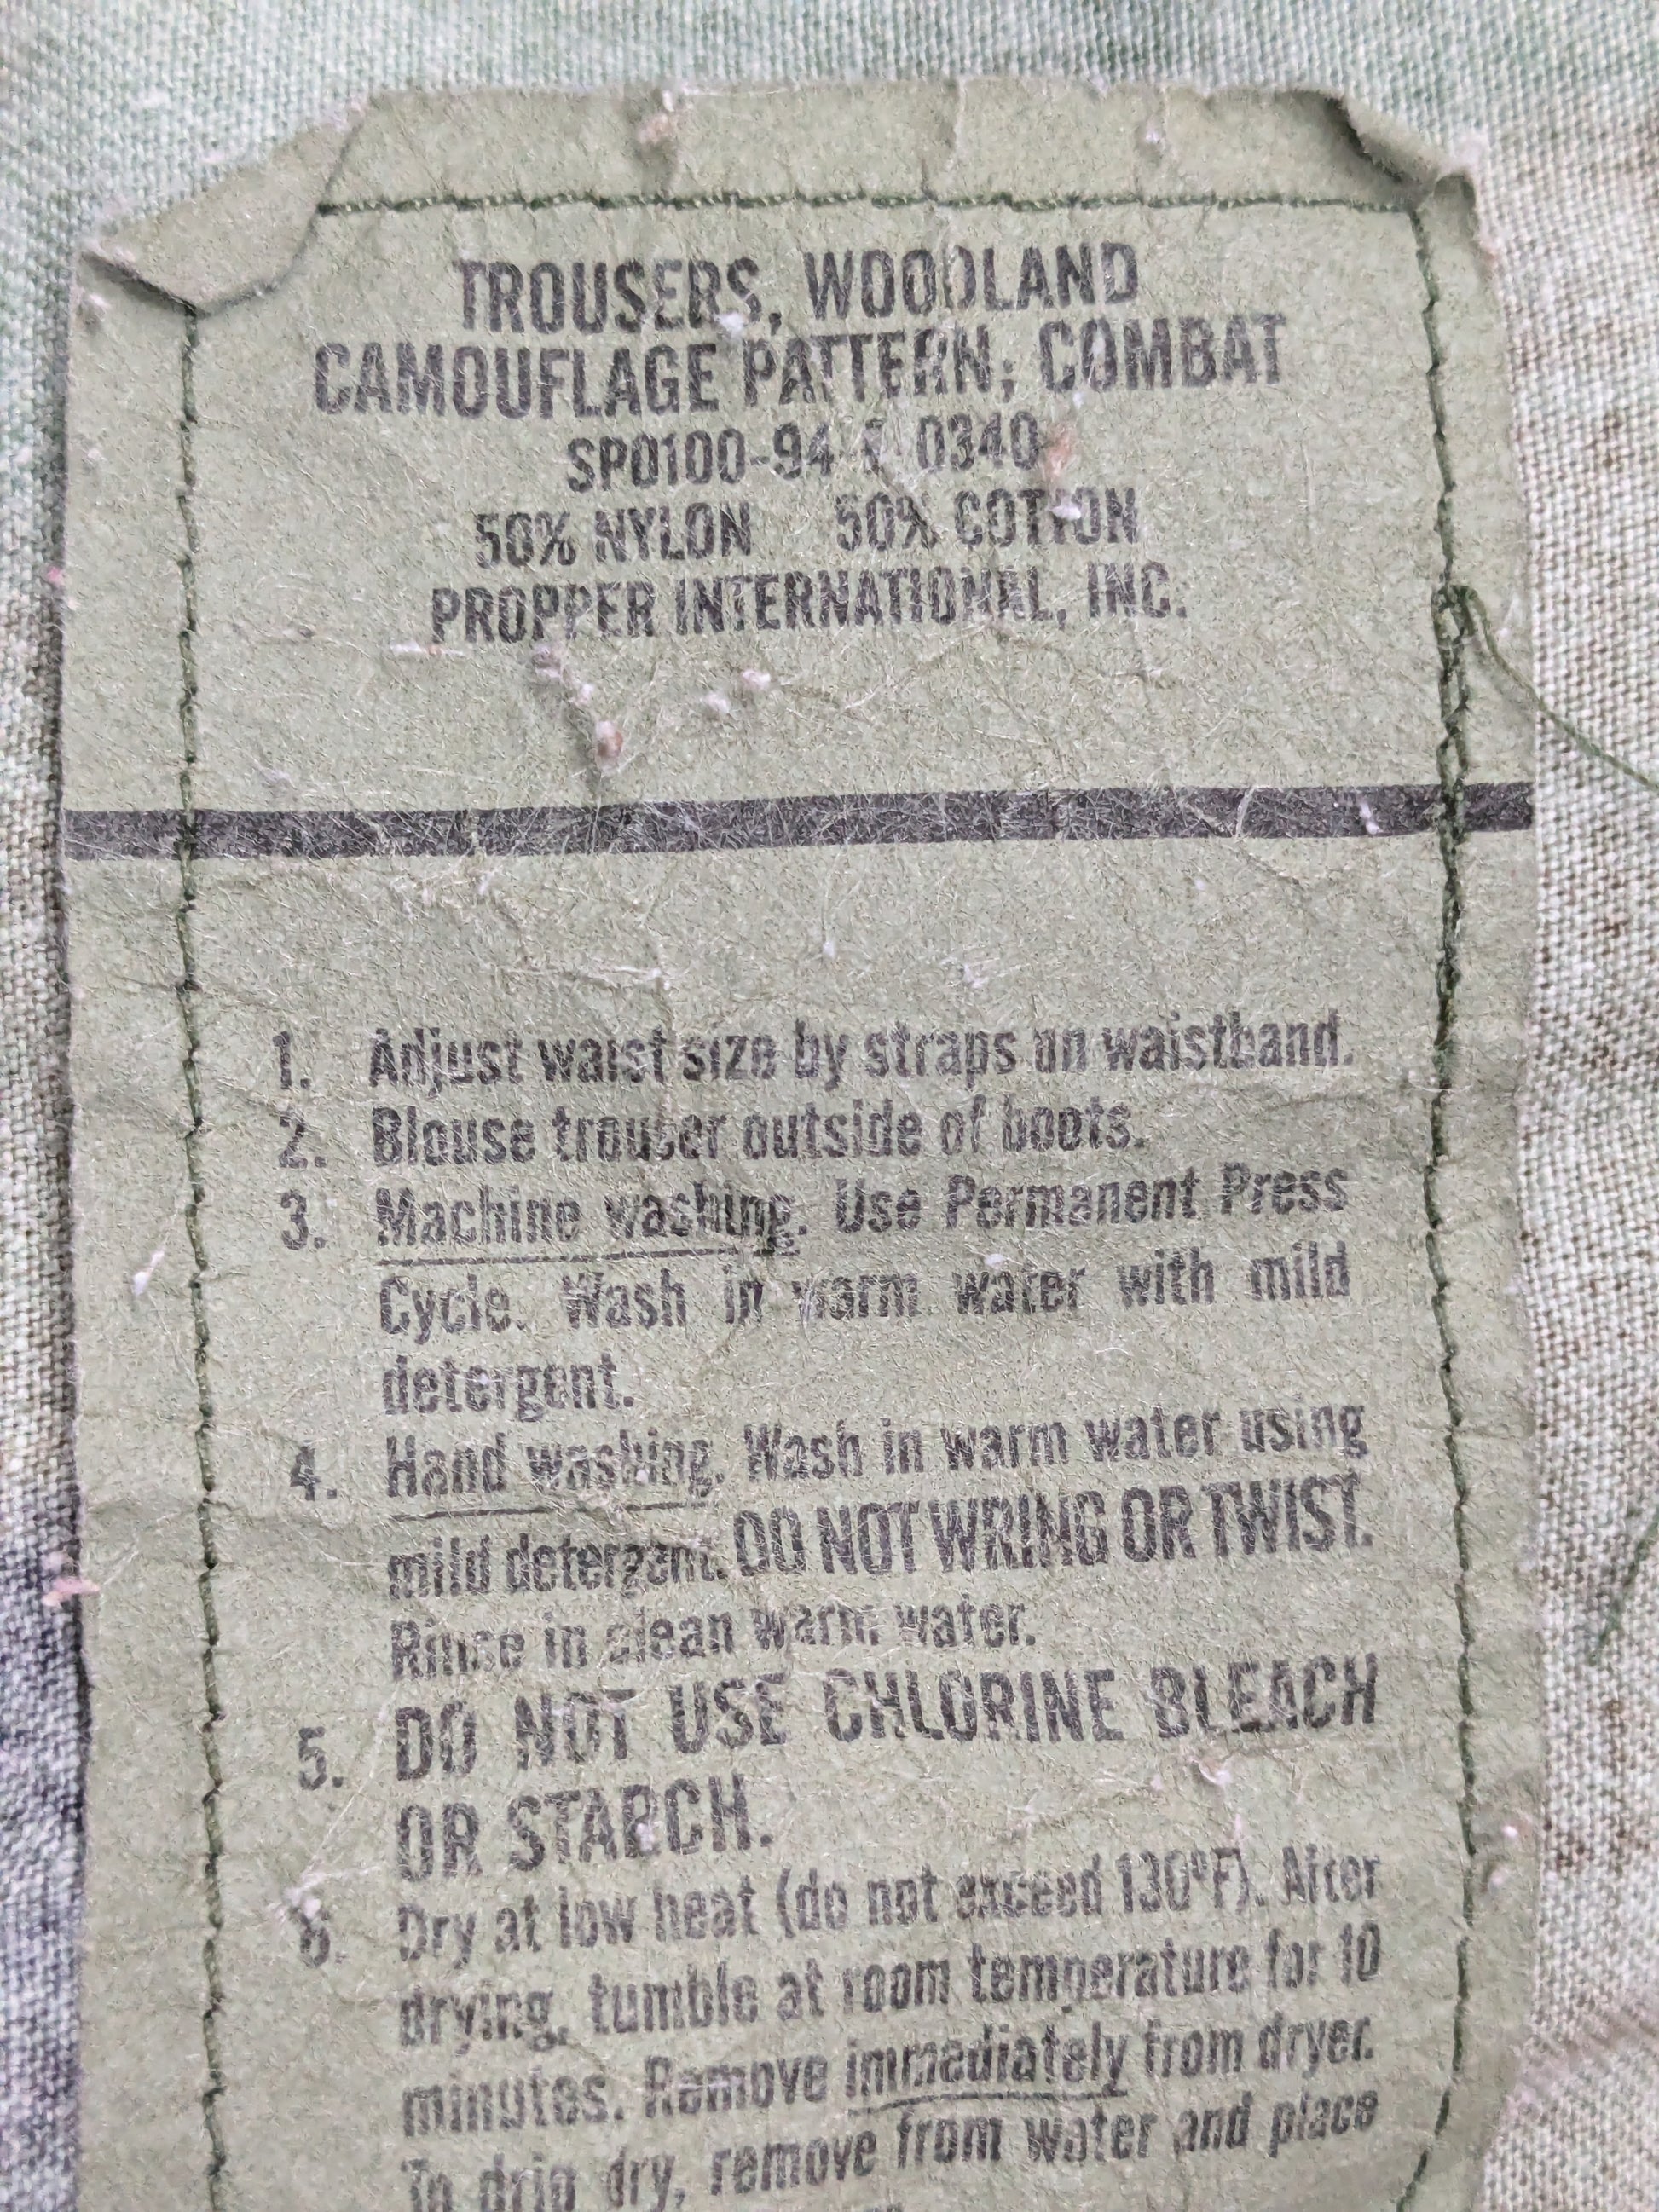 TROUSERS, WOODLAND
CAMOUFLAGE PATTERN; COMBAT
SP0100-94 0340
50% NYLON 50% COTTON
PROPPER INTERNATIONAL, INC.
1. Adjust waist size by straps on waistband.
2. Blouse trouser outside of boots.
3. Machine washing. Use Permanent Press
Cycle. Wash in warm water with mild
detergent.
4. Hand washing. Wash in warm water using
mild detergent. DO NOT WRING OR TWIST.
Rinse in clean warm water.
5. DO NOT USE CHLORINE BLEACH
OR STARCH.
6. Dry at low heat (do not exceed 130°F). After
drying, tumble at room temperature for 10
minutes. Remove immediately from dryer.
To drip dry, remove from water and place